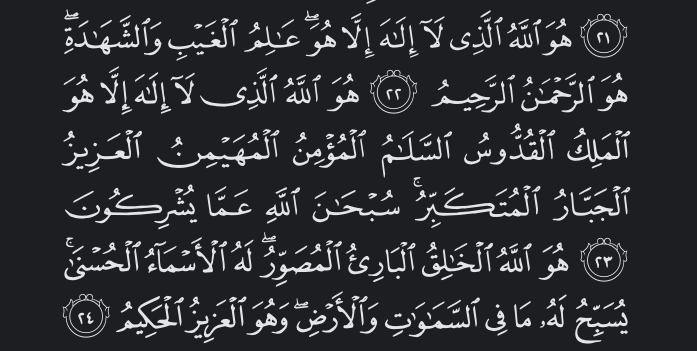 ٢١ هُوَ ٱللَّهُ ٱلَّذِى لَآ إِلَـٰهَ إِلَّا هُوَ ۖ عَـٰلِمُ ٱلْغَيْبِ وَٱلشَّهَـٰدَةِ ۖ
هُوَ ٱلرَّحْمَـٰنُ ٱلرَّحِيمُ ٢٢ هُوَ ٱللَّهُ ٱلَّذِى لَآ إِلَـٰهَ إِلَّا هُوَ
ٱلْمَلِكُ ٱلْقُدُّوسُ ٱلسَّلَـٰمُ ٱلْمُؤْمِنُ ٱلْمُهَيْمِنُ ٱلْعَزِيزُ
ٱلْجَبَّارُ ٱلْمُتَكَبِّرُ ۚ سُبْحَـٰنَ ٱللَّهِ عَمَّا يُشْرِكُونَ
٢٣ هُوَ ٱللَّهُ ٱلْخَـٰلِقُ ٱلْبَارِئُ ٱلْمُصَوِّرُ ۖ لَهُ ٱلْأَسْمَآءُ ٱلْحُسْنَىٰ ۚ
يُسَبِّحُ لَهُۥ مَا فِى ٱلسَّمَـٰوَٰتِ وَٱلْأَرْضِ ۖ وَهُوَ ٱلْعَزِيزُ ٱلْحَكِيمُ ٢٤